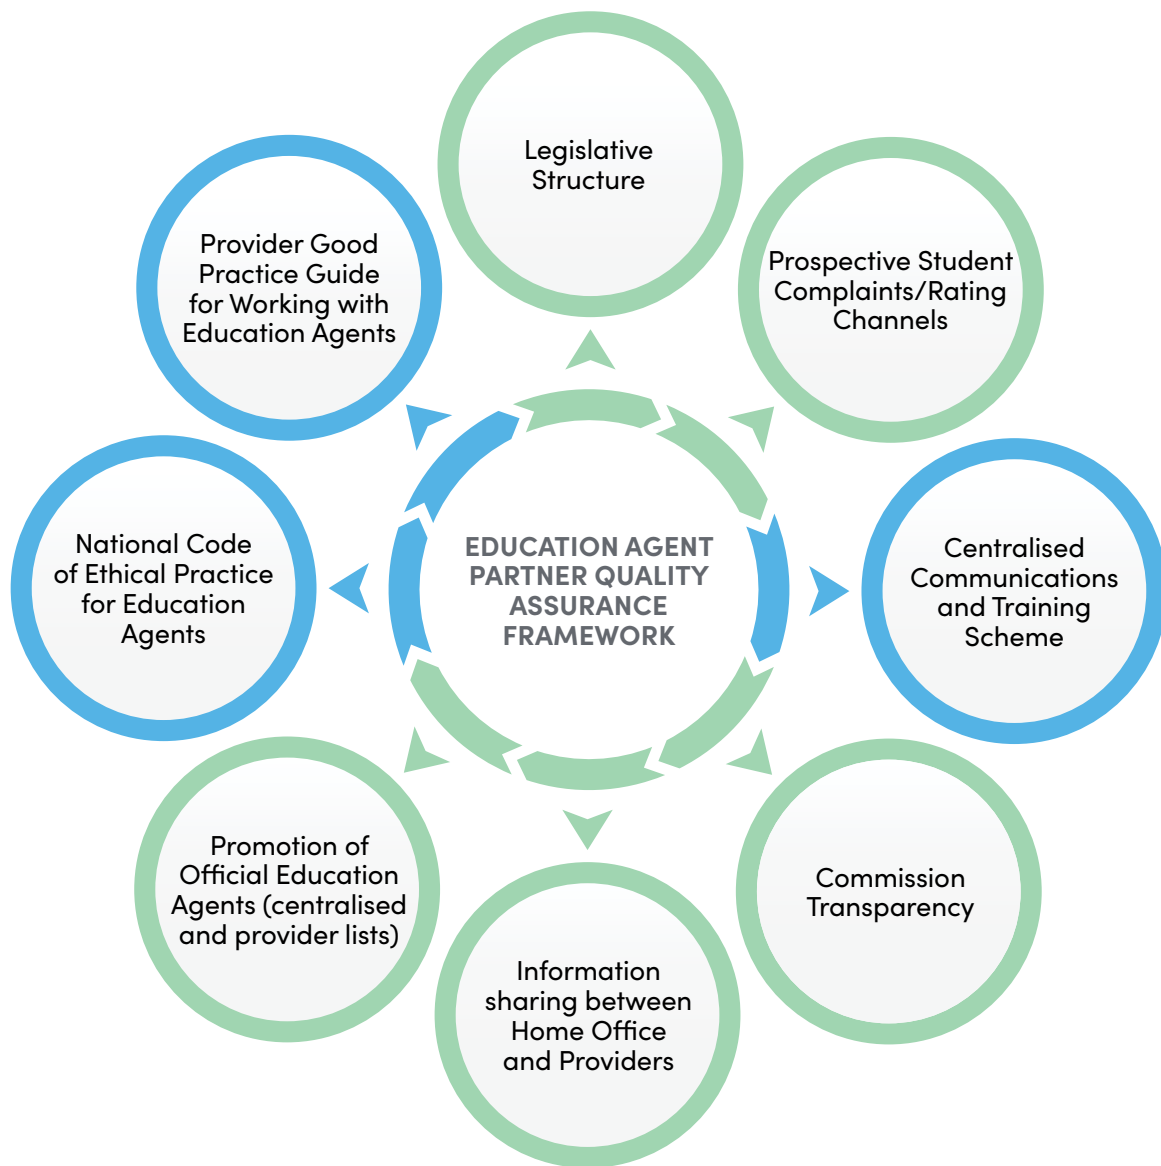 Legislative
Structure
Prospective Student
Complaints/Rating
Channels
Centralised
Communications
and Training
Scheme
Commission
Transparency
Information
sharing between
Home Office
and Providers
Promotion of
Official Education
Agents (centralised
and provider lists)
National Code
of Ethical Practice
for Education
Agents
Provider Good
Practice Guide
for Working with
Education Agents
EDUCATION AGENT
PARTNER QUALITY
ASSURANCE
FRAMEWORK